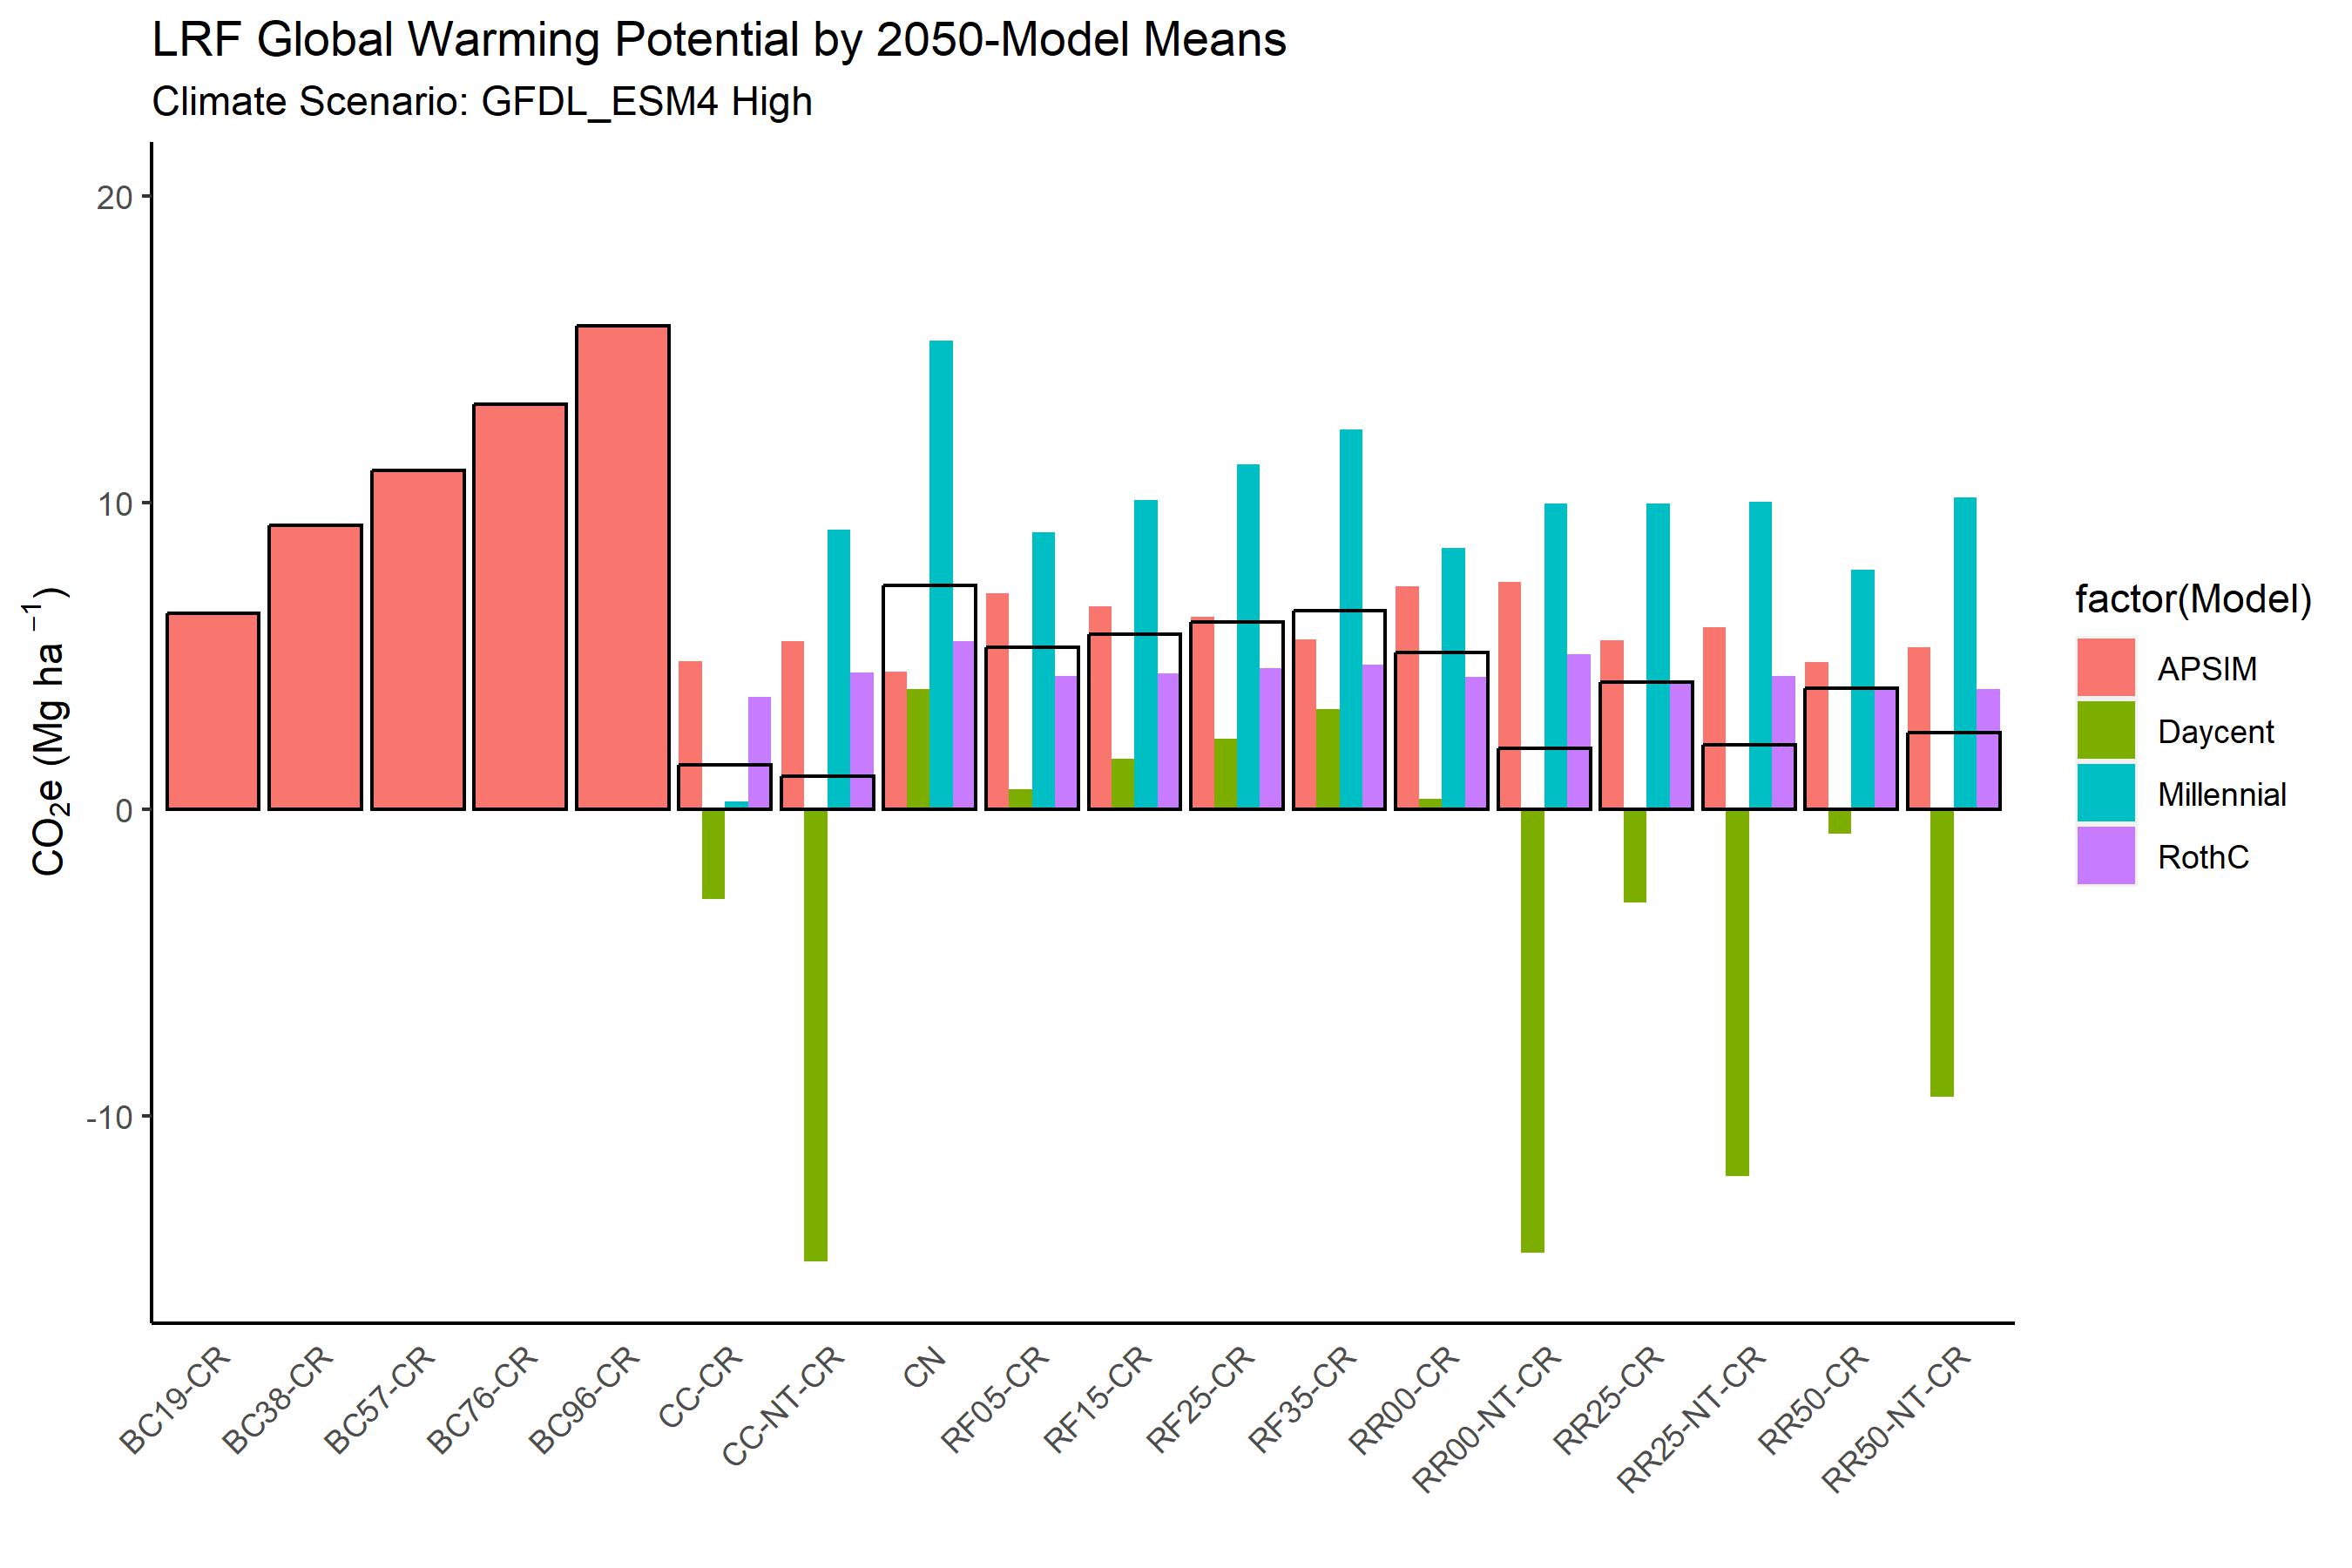 LRF Global Warming Potential by 2050-Model Means
Climate Scenario: GFDL_ESM4 High
CO₂e (Mg ha ⁻¹)
20
10
0
-10
BC19-CR
BC38-CR
BC57-CR
BC76-CR
BC96-CR
CC-CR
CC-NT-CR
CN
RF05-CR
RF15-CR
RF25-CR
RF35-CR
RR00-CR
RR00-NT-CR
RR25-CR
RR25-NT-CR
RR50-CR
RR50-NT-CR
factor(Model)
APSIM
Daycent
Millennial
RothC